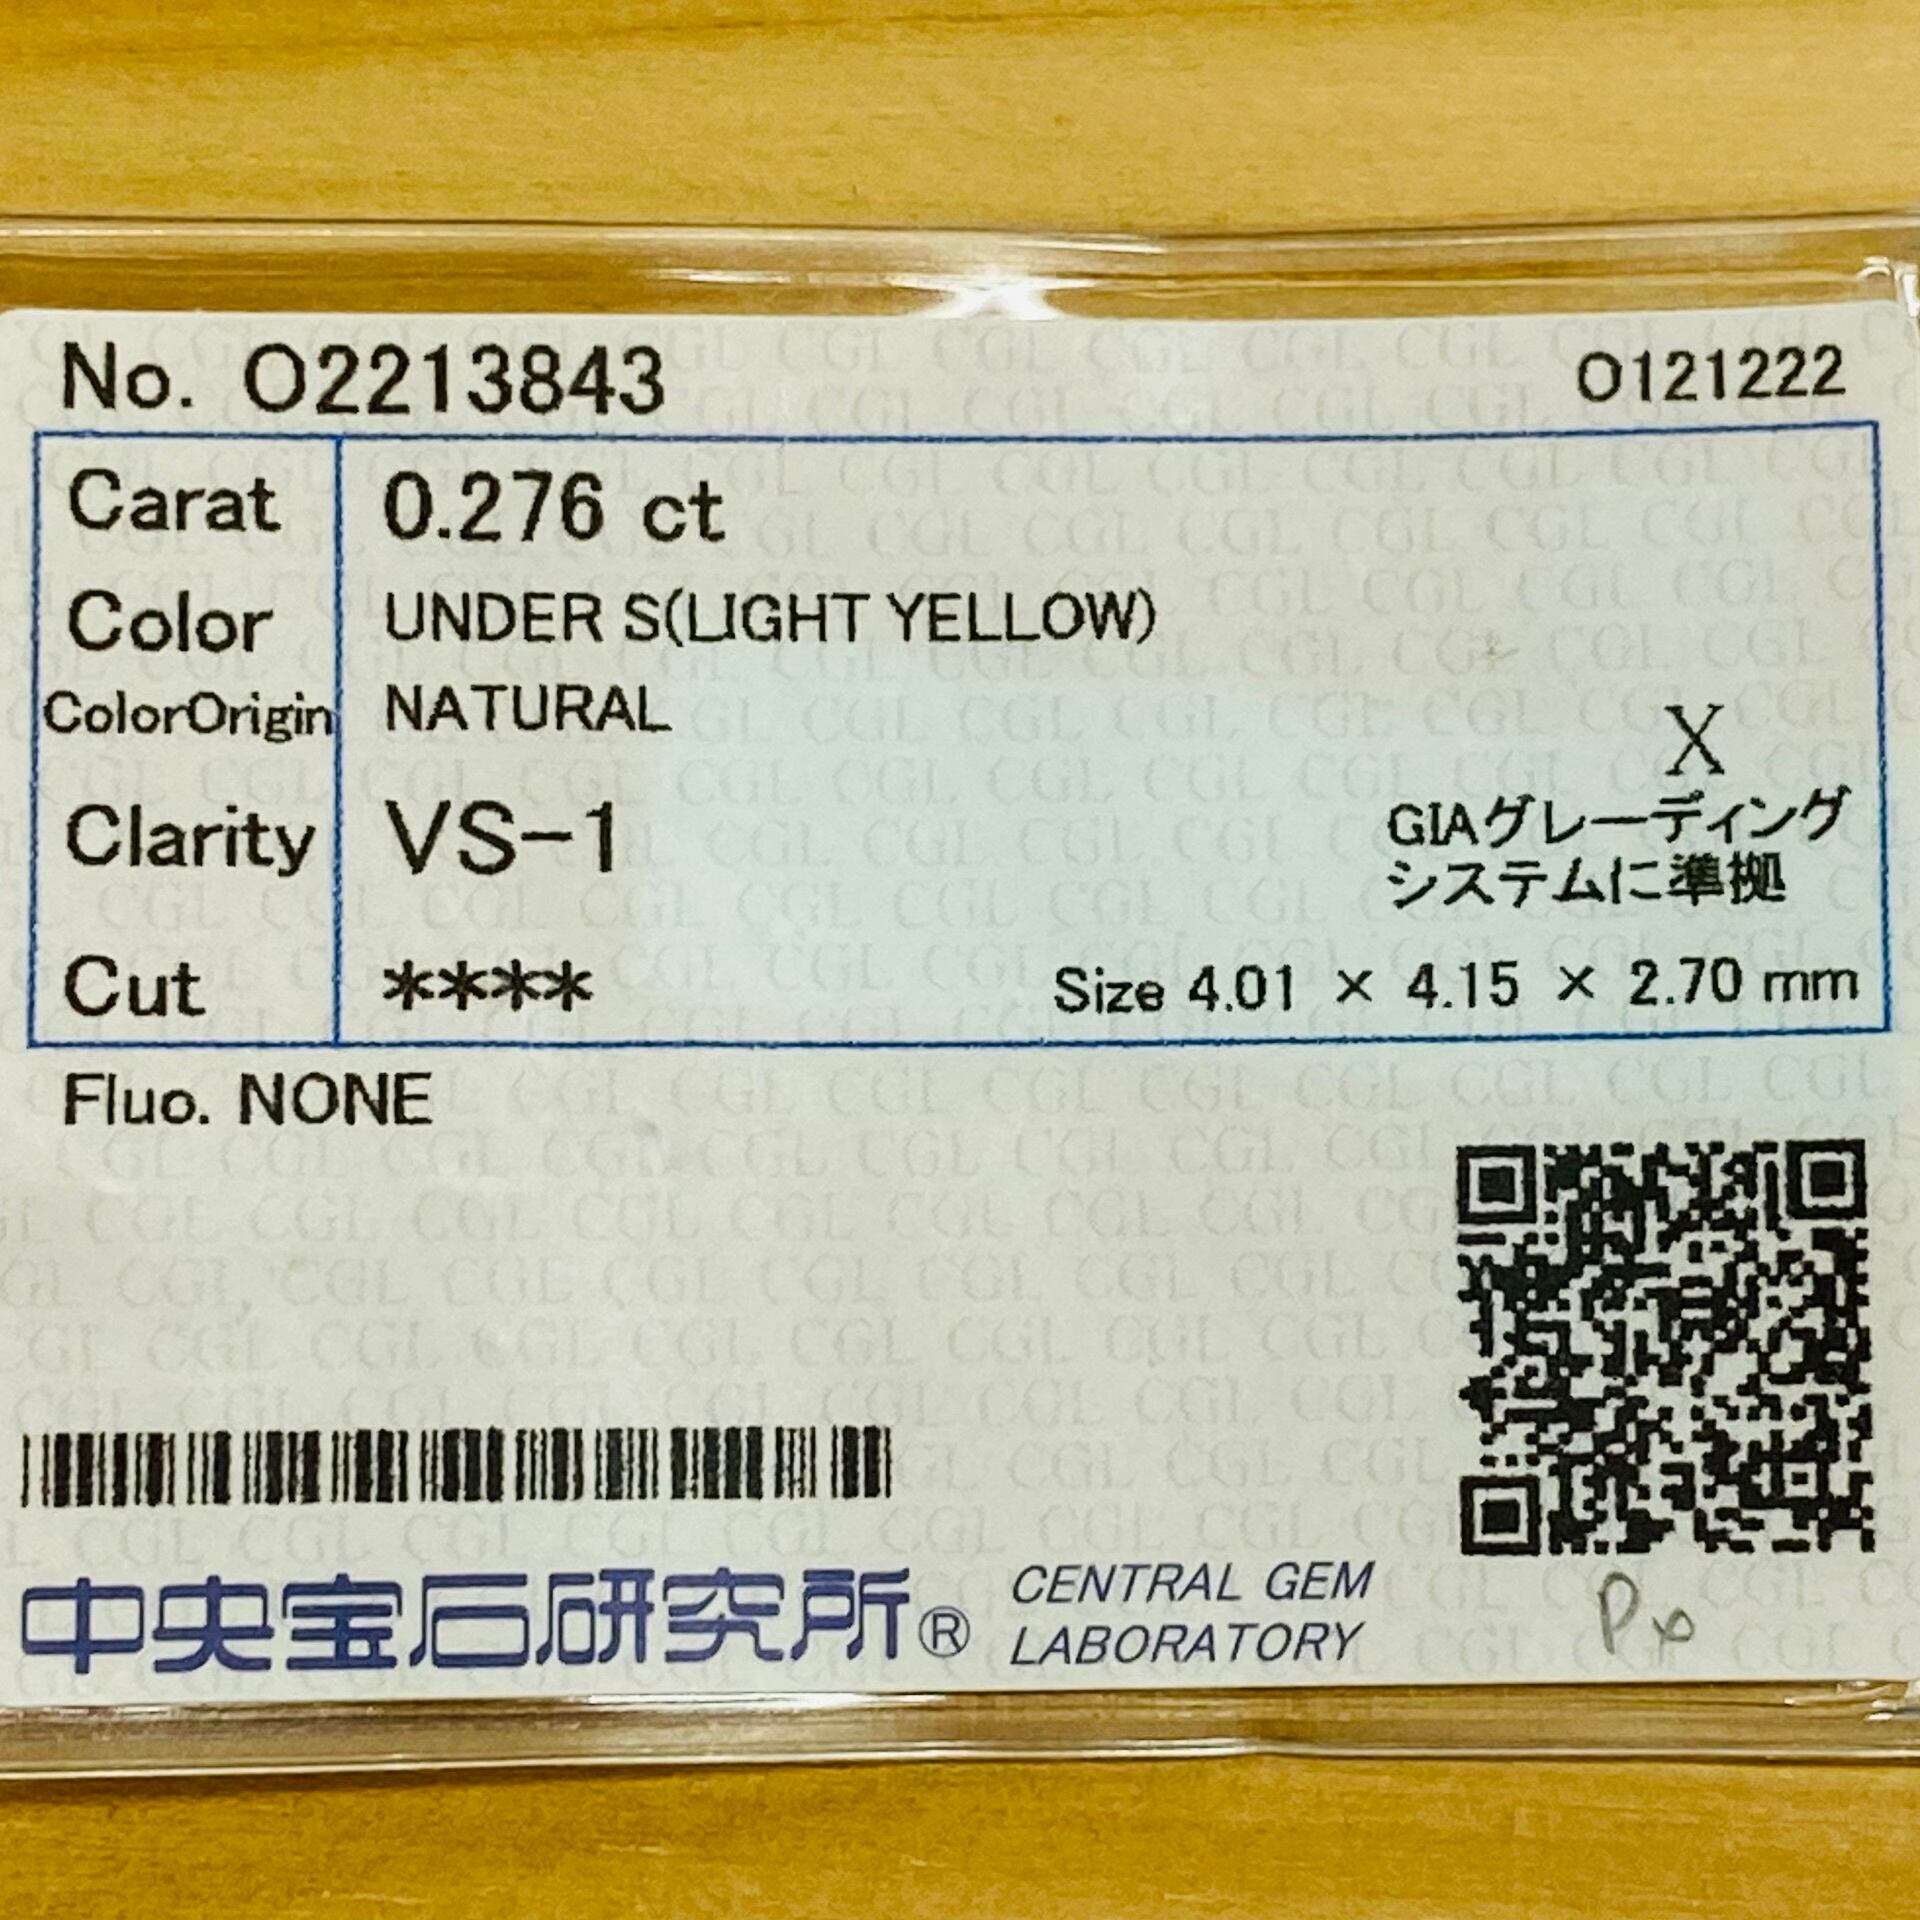 No. O2213843 O121222
Carat 0.276 ct
Color UNDER S(LIGHT YELLOW)
ColorOrigin NATURAL
X
Clarity VS-1
GIAグレーディング
システムに準拠
Cut **** Size 4.01 × 4.15 × 2.70 mm
Fluo. NONE
中央宝石研究所® CENTRAL GEM
LABORATORY